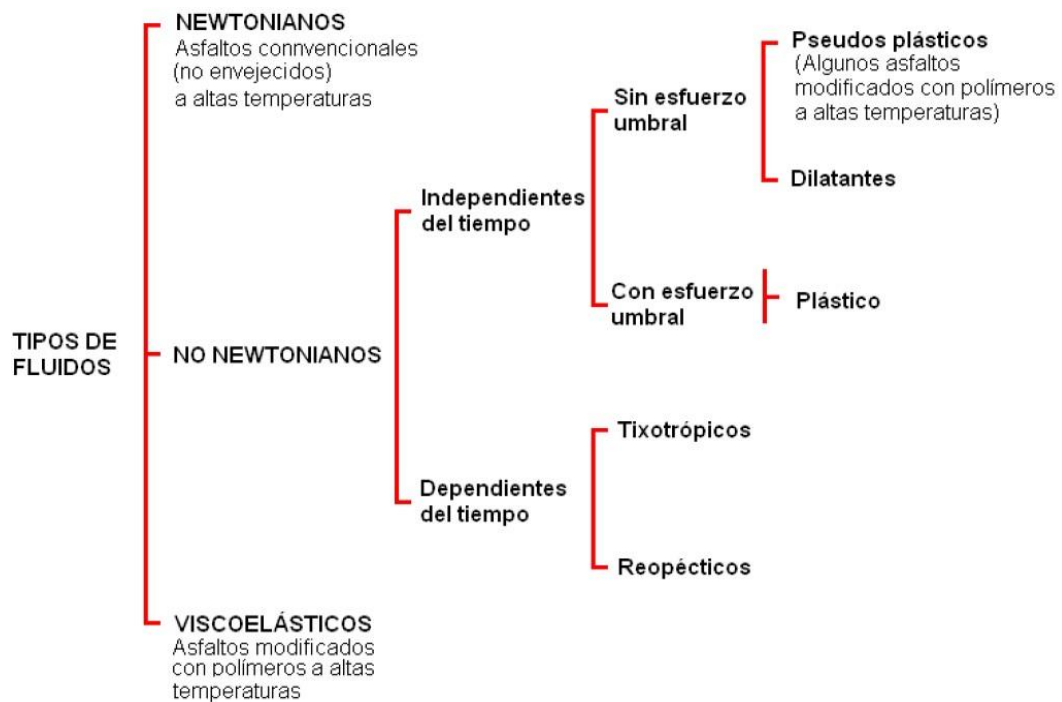 TIPOS DE
FLUIDOS
NEWTONIANOS
Asfaltos connvencionales
(no envejecidos)
a altas temperaturas
NO NEWTONIANOS
Independientes
del tiempo
Sin esfuerzo
umbral
Pseudos plásticos
(Algunos asfaltos
modificados con polímeros
a altas temperaturas)
Dilatantes
Con esfuerzo
umbral
Plástico
Dependientes
del tiempo
Tixotrópicos
Reopécticos
VISCOELÁSTICOS
Asfaltos modificados
con polímeros a altas
temperaturas